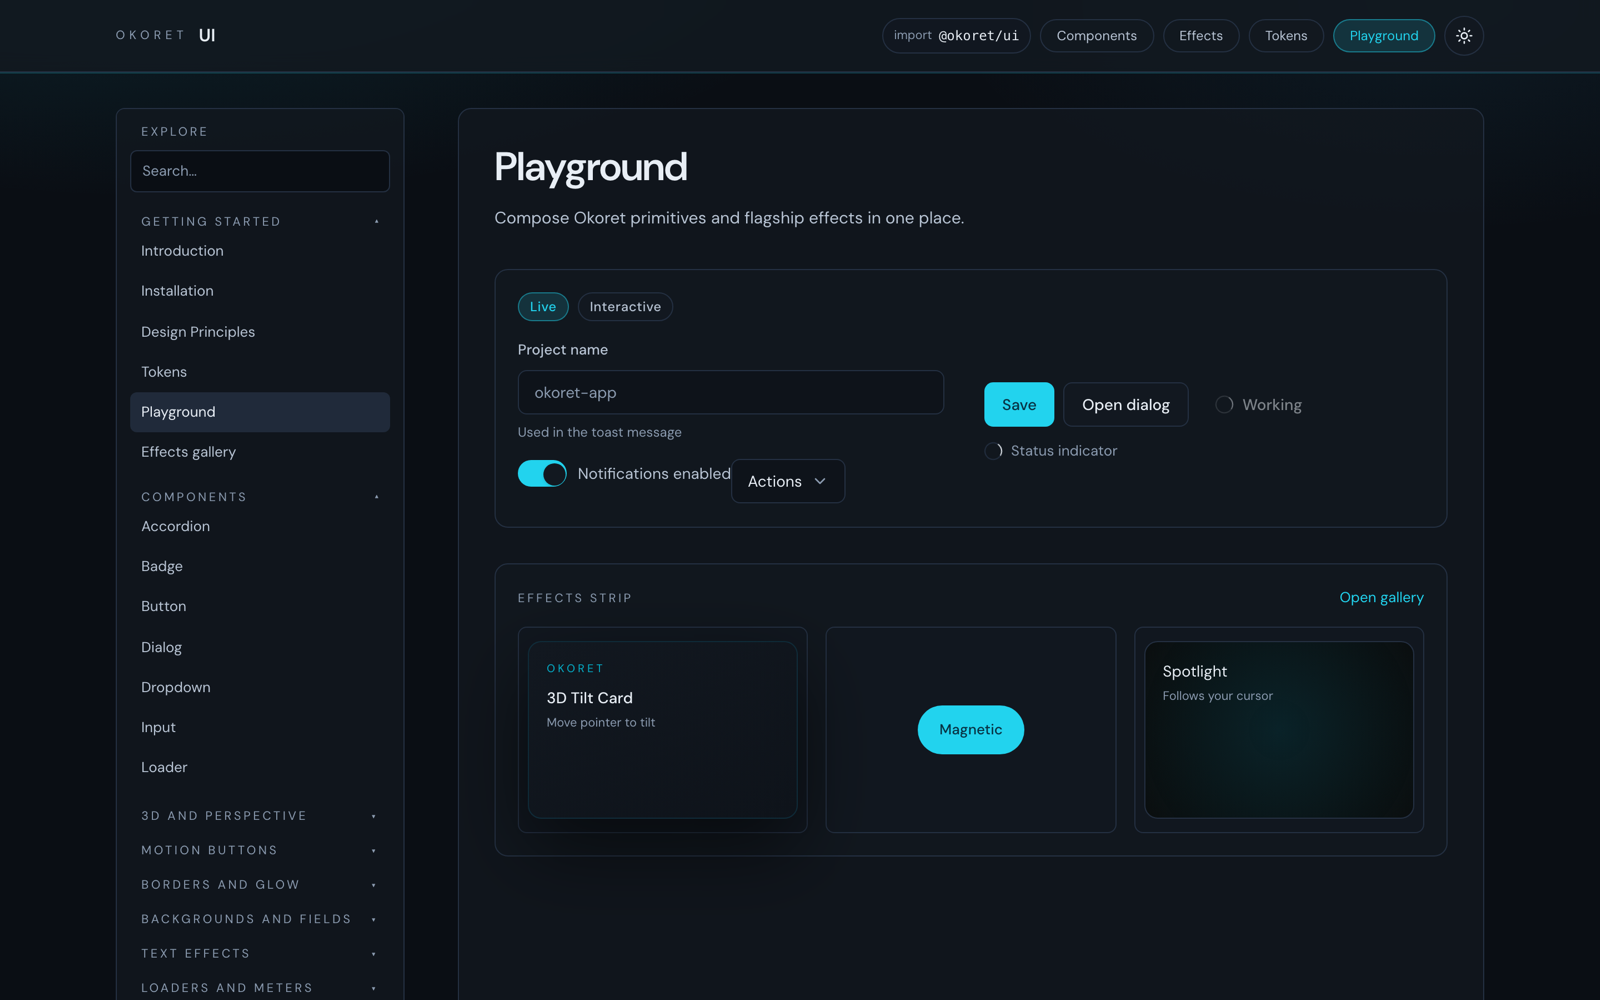 OKORET UI
import @okoret/ui
Components
Effects
Tokens
Playground
EXPLORE
Search...
GETTING STARTED
Introduction
Installation
Design Principles
Tokens
Playground
Effects gallery
COMPONENTS
Accordion
Badge
Button
Dialog
Dropdown
Input
Loader
3D AND PERSPECTIVE
MOTION BUTTONS
BORDERS AND GLOW
BACKGROUNDS AND FIELDS
TEXT EFFECTS
LOADERS AND METERS
Playground
Compose Okoret primitives and flagship effects in one place.
Live
Interactive
Project name
okoret-app
Used in the toast message
Notifications enabled
Actions
Save
Open dialog
Working
Status indicator
EFFECTS STRIP
Open gallery
OKORET
3D Tilt Card
Move pointer to tilt
Magnetic
Spotlight
Follows your cursor